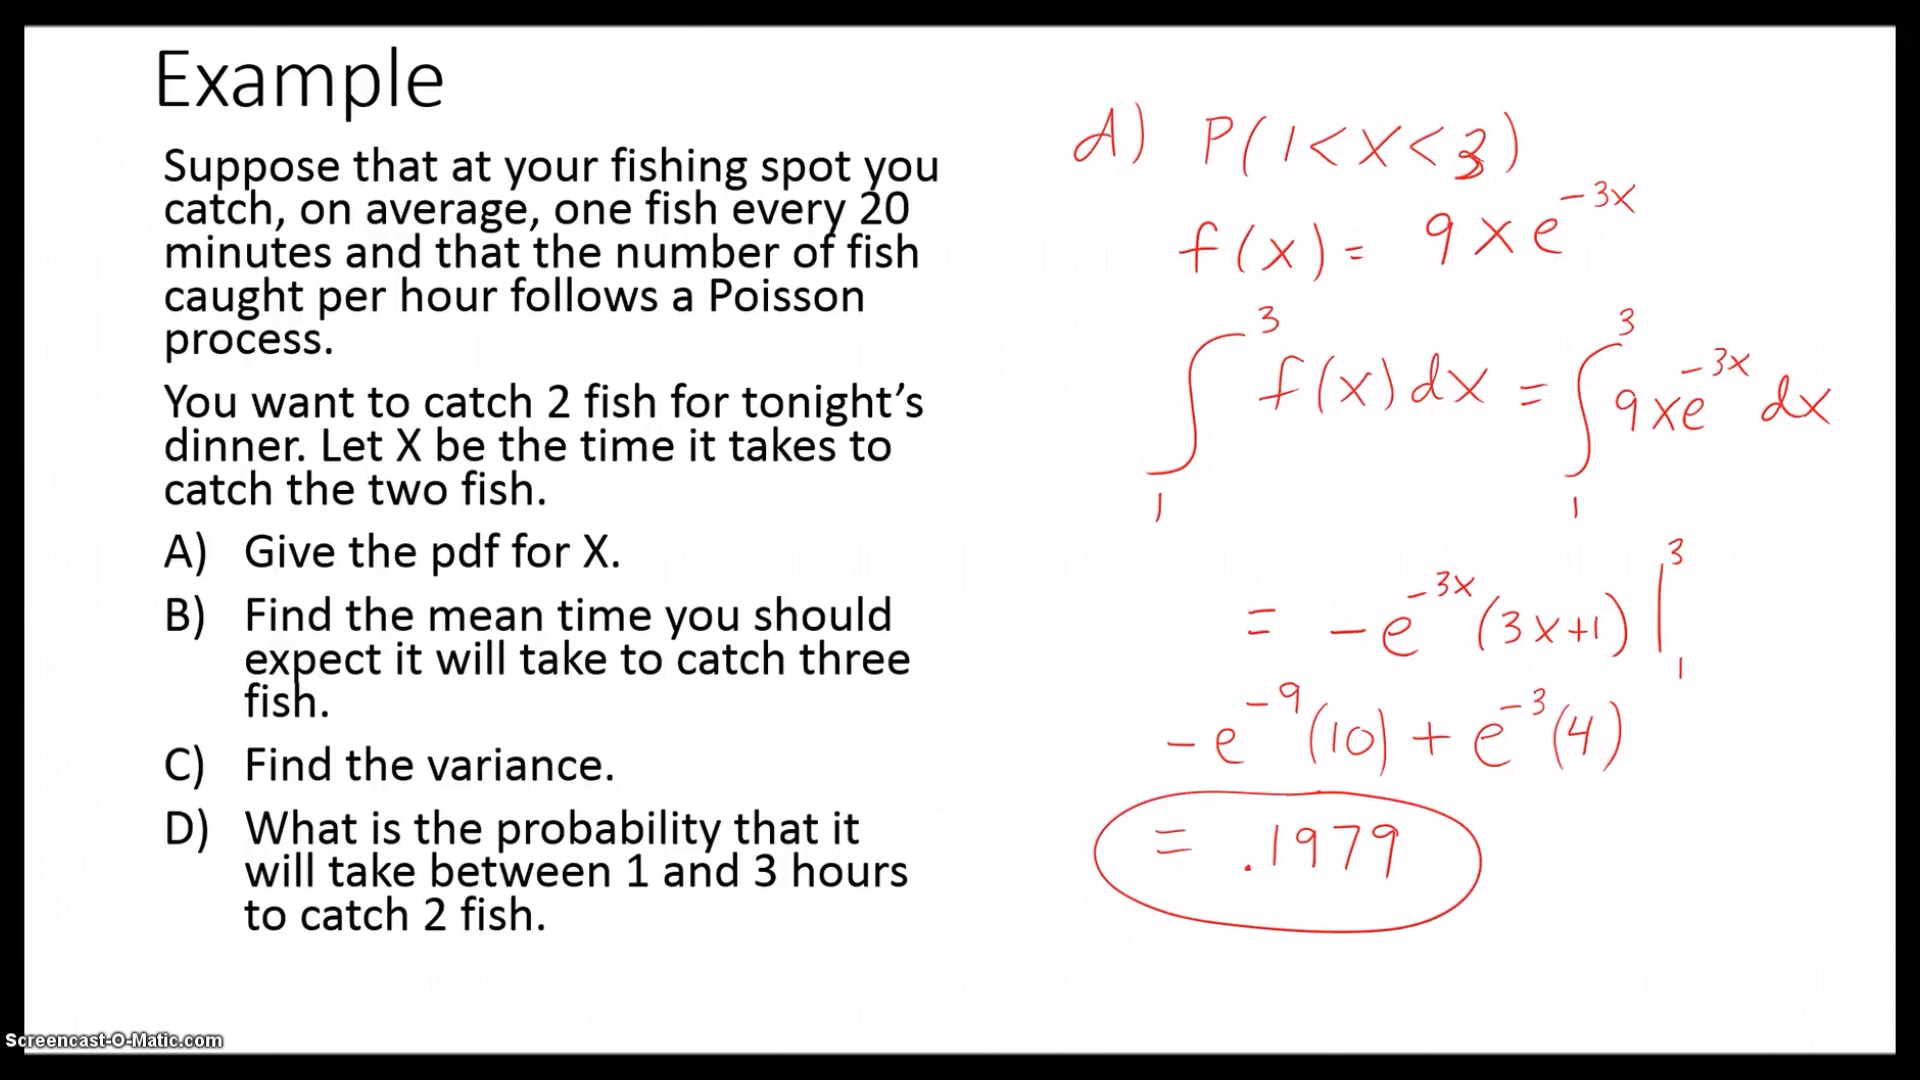 Example
Suppose that at your fishing spot you
catch, on average, one fish every 20
minutes and that the number of fish
caught per hour follows a Poisson
process.
You want to catch 2 fish for tonight's
dinner. Let X be the time it takes to
catch the two fish.
A) Give the pdf for X.
B) Find the mean time you should
expect it will take to catch three
fish.
C) Find the variance.
D) What is the probability that it
will take between 1 and 3 hours
to catch 2 fish.
d) P(1<X<3)
f(x) = 9xe^{-3x}
∫_1^3 f(x)dx = ∫_1^3 9xe^{-3x} dx
= -e^{-3x}(3x+1) |_1^3
-e^{-9}(10) + e^{-3}(4)
= .1979
Screencast-O-Matic.com